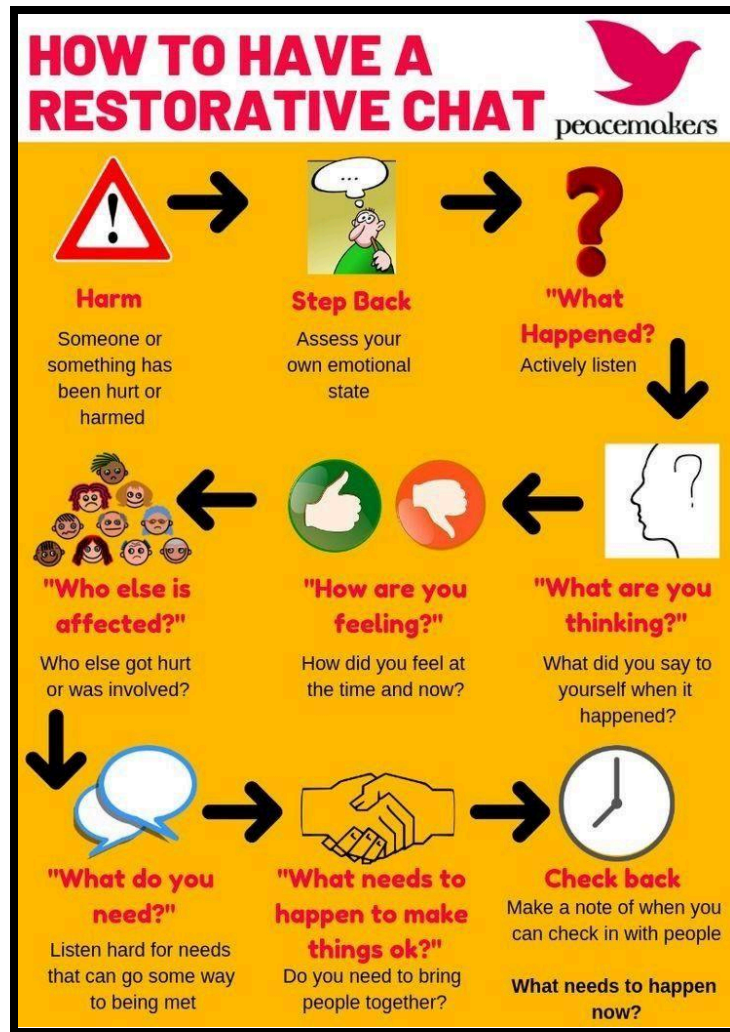 HOW TO HAVE A
RESTORATIVE CHAT
peacemakers
...
Harm
Someone or
something has
been hurt or
harmed
Step Back
Assess your
own emotional
state
"What
Happened?
Actively listen
"What are you
thinking?"
What did you say to
yourself when it
happened?
"How are you
feeling?"
How did you feel at
the time and now?
"Who else is
affected?"
Who else got hurt
or was involved?
"What do you
need?"
Listen hard for needs
that can go some way
to being met
"What needs to
happen to make
things ok?"
Do you need to bring
people together?
Check back
Make a note of when you
can check in with people
What needs to happen
now?